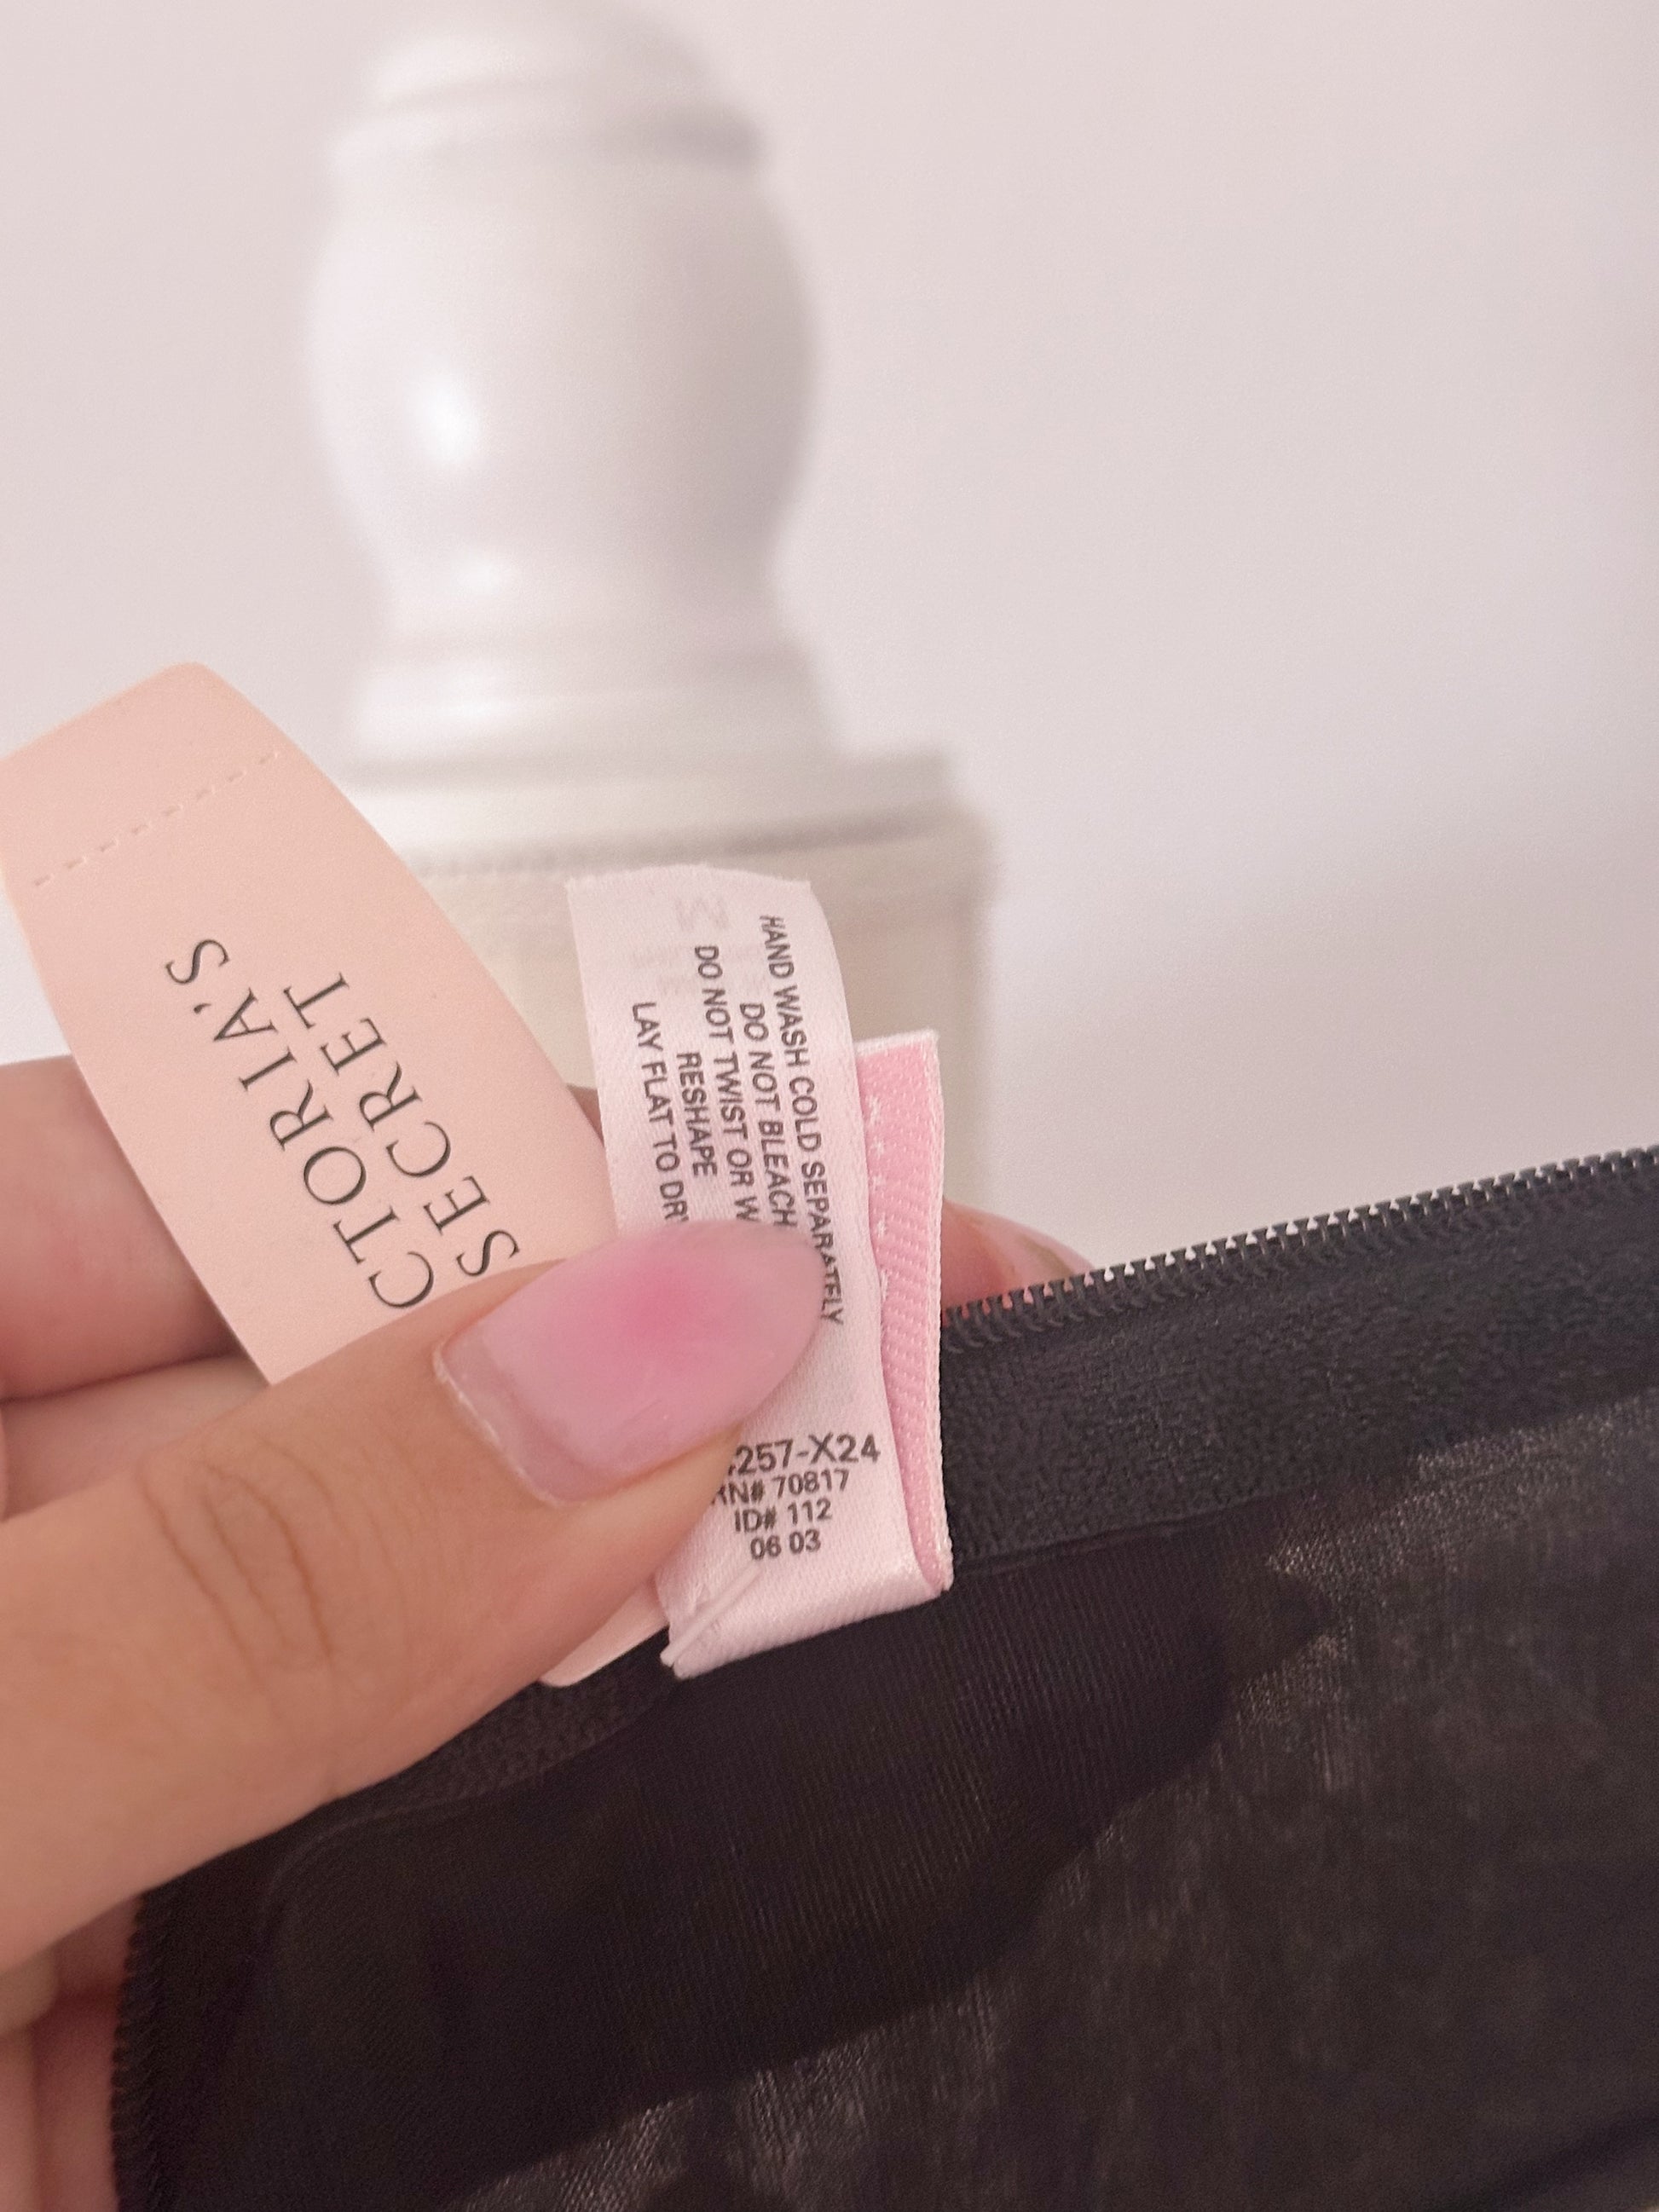 CTORIA'S
SECRET
HAND WASH COLD SEPARATELY
DO NOT BLEACH
DO NOT TWIST OR W
RESHAPE
LAY FLAT TO DRY
257-X24
RN# 70817
ID# 112
06 03